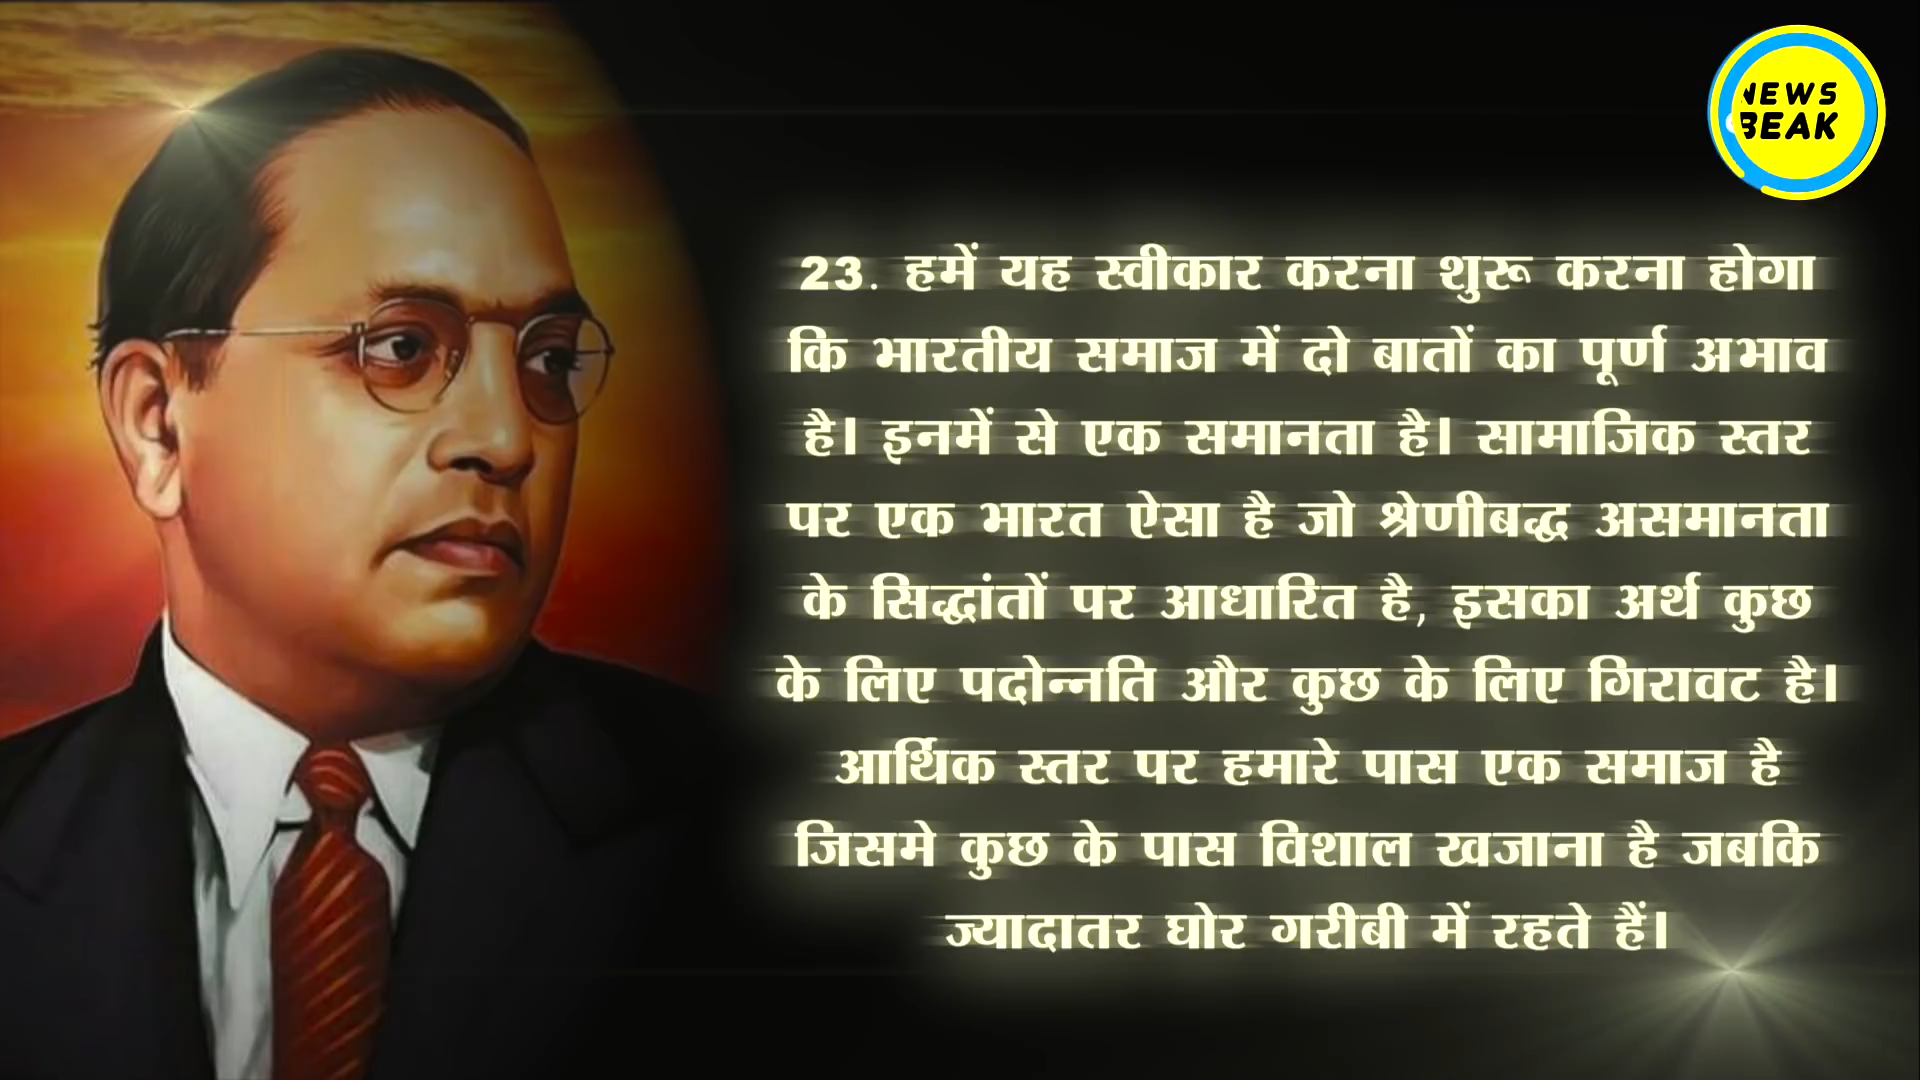 NEWS
BEAK
23. हमें यह स्वीकार करना शुरू करना होगा
कि भारतीय समाज में दो बातों का पूर्ण अभाव
है। इनमें से एक समानता है। सामाजिक स्तर
पर एक भारत ऐसा है जो श्रेणीबद्ध असमानता
के सिद्धांतों पर आधारित है, इसका अर्थ कुछ
के लिए पदोन्नति और कुछ के लिए गिरावट है।
आर्थिक स्तर पर हमारे पास एक समाज है
जिसमे कुछ के पास विशाल खजाना है जबकि
ज्यादातर घोर गरीबी में रहते हैं।